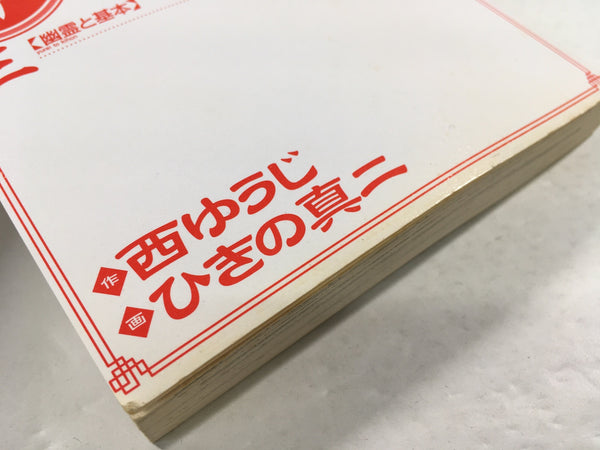 【幽霊と基本】
作 西ゆうじ
画 ひきの真二